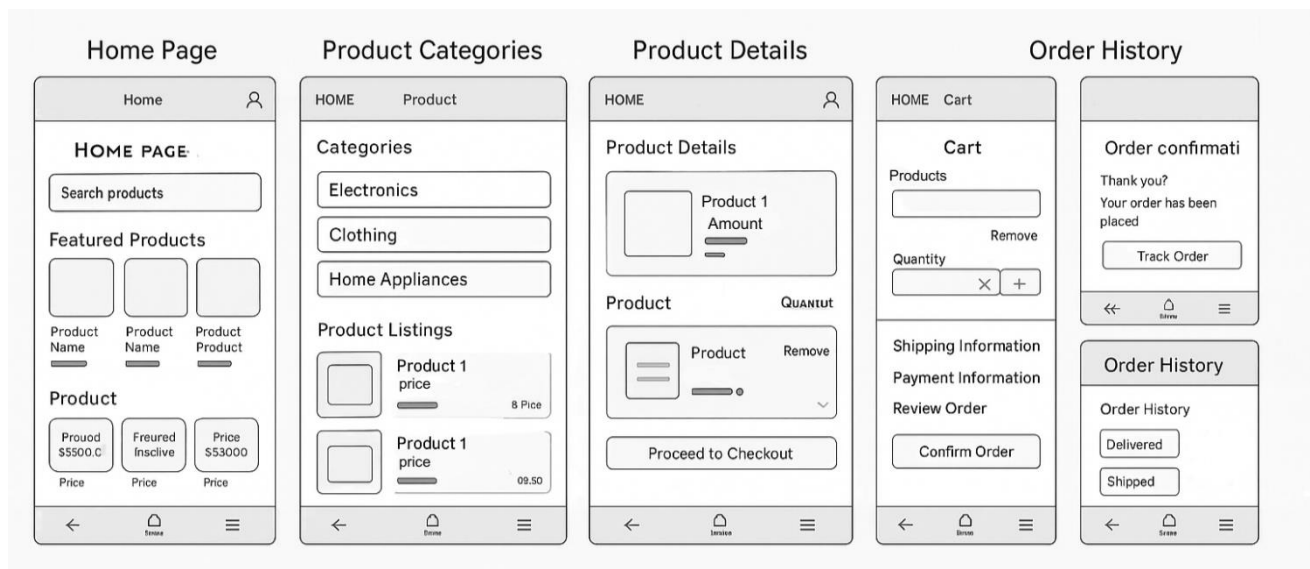 Home Page
Product Categories
Product Details
Order History
Home
HOME PAGE
Search products
Featured Products
Product Name
Product Name
Product Product
Product
Prouod $5500.C
Freured Insclive
Price $53000
Price
Price
Price
HOME Product
Categories
Electronics
Clothing
Home Appliances
Product Listings
Product 1
price
8 Pice
Product 1
price
09.50
HOME
Product Details
Product 1
Amount
Product QUANTUT
Product Remove
Proceed to Checkout
HOME Cart
Cart
Products
Remove
Quantity
Shipping Information
Payment Information
Review Order
Confirm Order
Order confimati
Thank you?
Your order has been
placed
Track Order
Order History
Order History
Delivered
Shipped